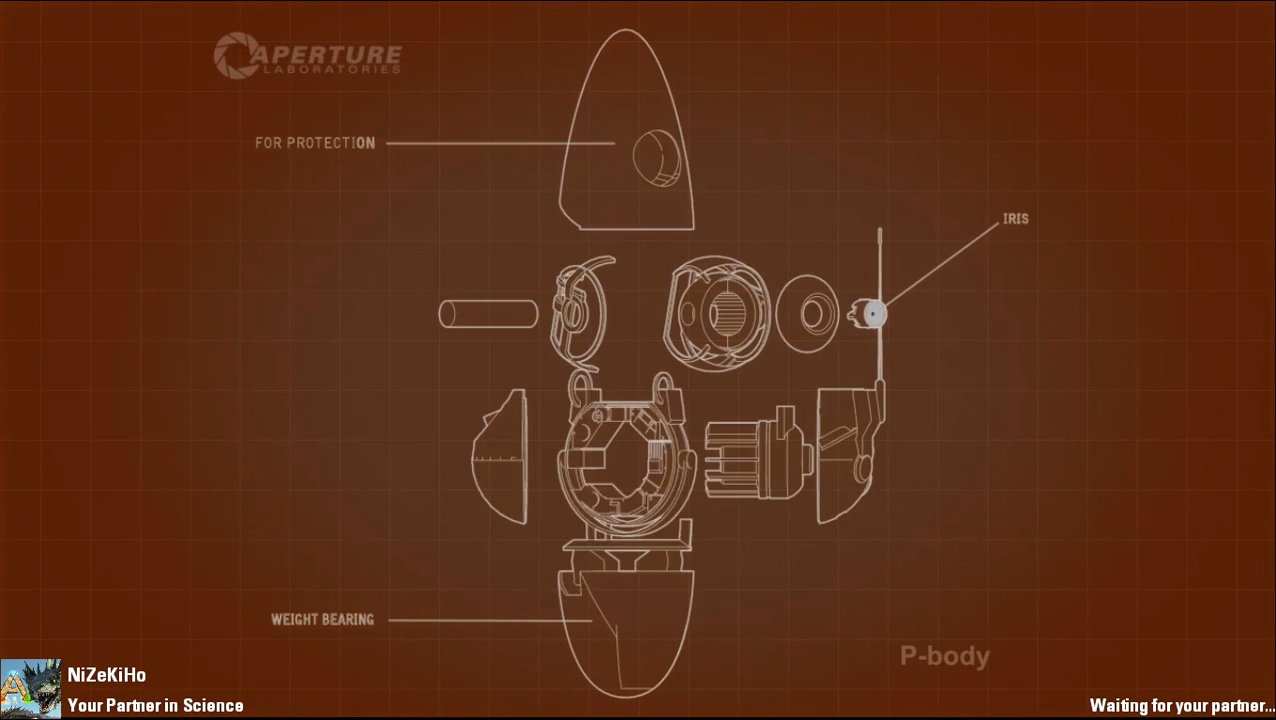 APERTURE
LABORATORIES
FOR PROTECTION
IRIS
WEIGHT BEARING
P-body
NiZeKiHo
Your Partner in Science
Waiting for your partner...